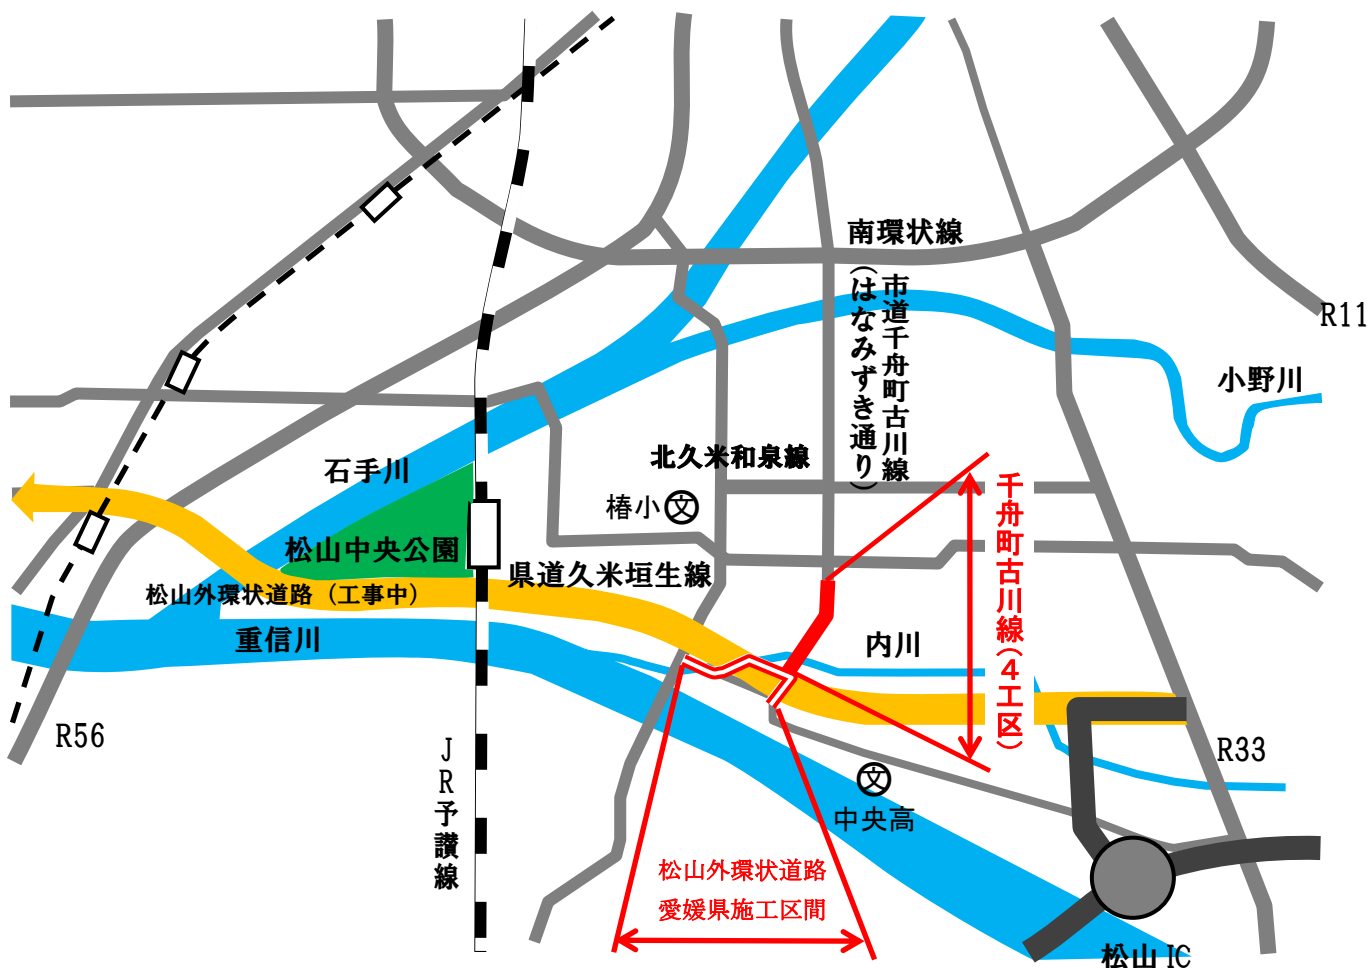 南環状線
市道千舟町古川線
(はなみずき通り)
R11
小野川
北久米和泉線
石手川
椿小
文
千舟町古川線(4工区)
松山中央公園
県道久米垣生線
松山外環状道路（工事中）
重信川
内川
R56
JR予讃線
R33
文
中央高
松山外環状道路
愛媛県施工区間
松山IC